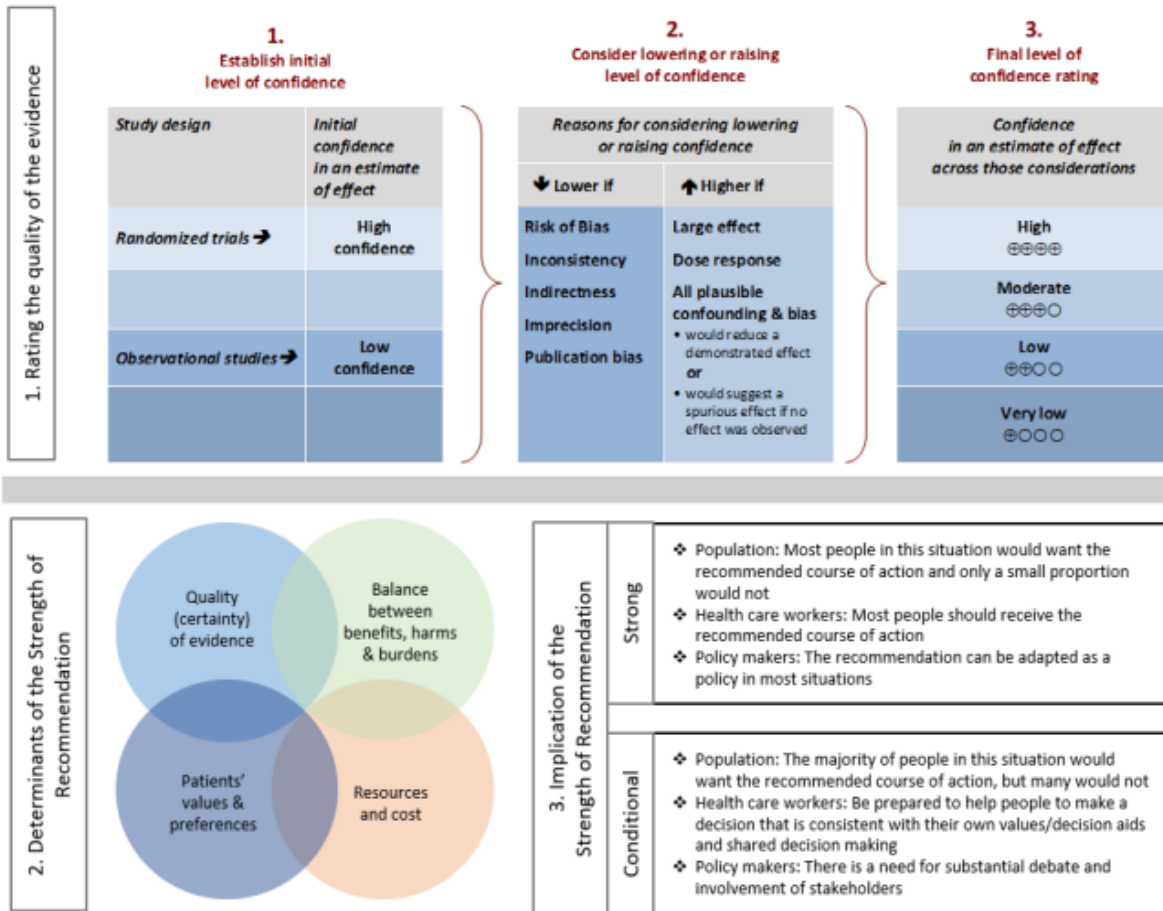 1. Rating the quality of the evidence
1.
Establish initial
level of confidence
2.
Consider lowering or raising
level of confidence
3.
Final level of
confidence rating
Study design
Initial
confidence
in an estimate
of effect
Randomized trials ➔
High
confidence
Observational studies ➔
Low
confidence
Reasons for considering lowering
or raising confidence
🡇 Lower if
🡅 Higher if
Risk of Bias
Inconsistency
Indirectness
Imprecision
Publication bias
Large effect
Dose response
All plausible
confounding & bias
• would reduce a
demonstrated effect
or
• would suggest a
spurious effect if no
effect was observed
Confidence
in an estimate of effect
across those considerations
High
⊕⊕⊕⊕
Moderate
⊕⊕⊕○
Low
⊕⊕○○
Very low
⊕○○○
2. Determinants of the Strength of
Recommendation
Quality
(certainty)
of evidence
Balance
between
benefits, harms
& burdens
Patients'
values &
preferences
Resources
and cost
3. Implication of the
Strength of Recommendation
Strong
❖ Population: Most people in this situation would want the
recommended course of action and only a small proportion
would not
❖ Health care workers: Most people should receive the
recommended course of action
❖ Policy makers: The recommendation can be adapted as a
policy in most situations
Conditional
❖ Population: The majority of people in this situation would
want the recommended course of action, but many would not
❖ Health care workers: Be prepared to help people to make a
decision that is consistent with their own values/decision aids
and shared decision making
❖ Policy makers: There is a need for substantial debate and
involvement of stakeholders